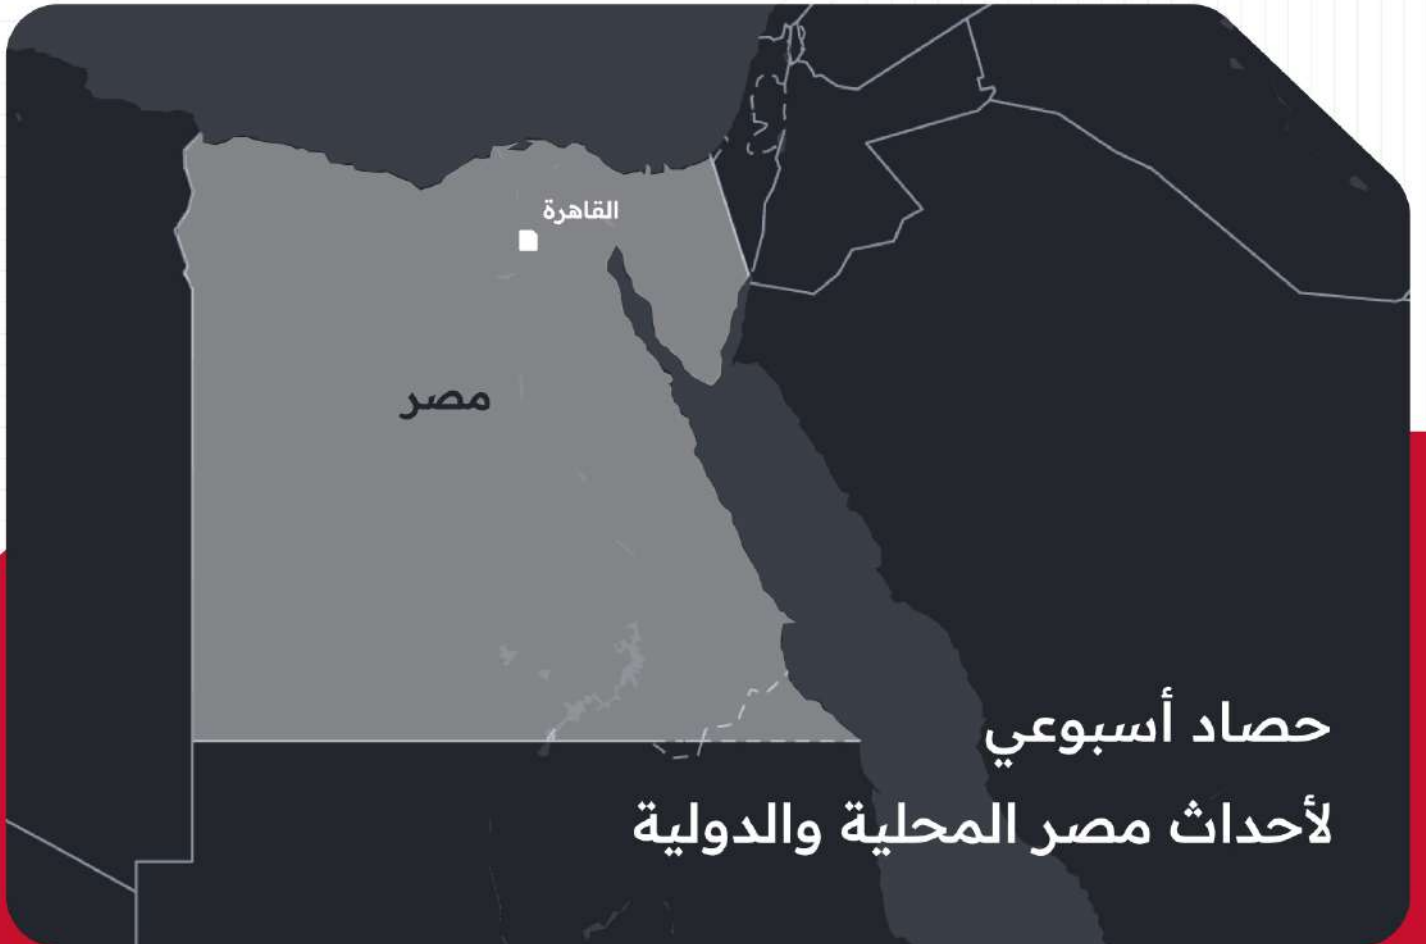 القاهرة
مصر
حصاد أسبوعي
لأحداث مصر المحلية والدولية